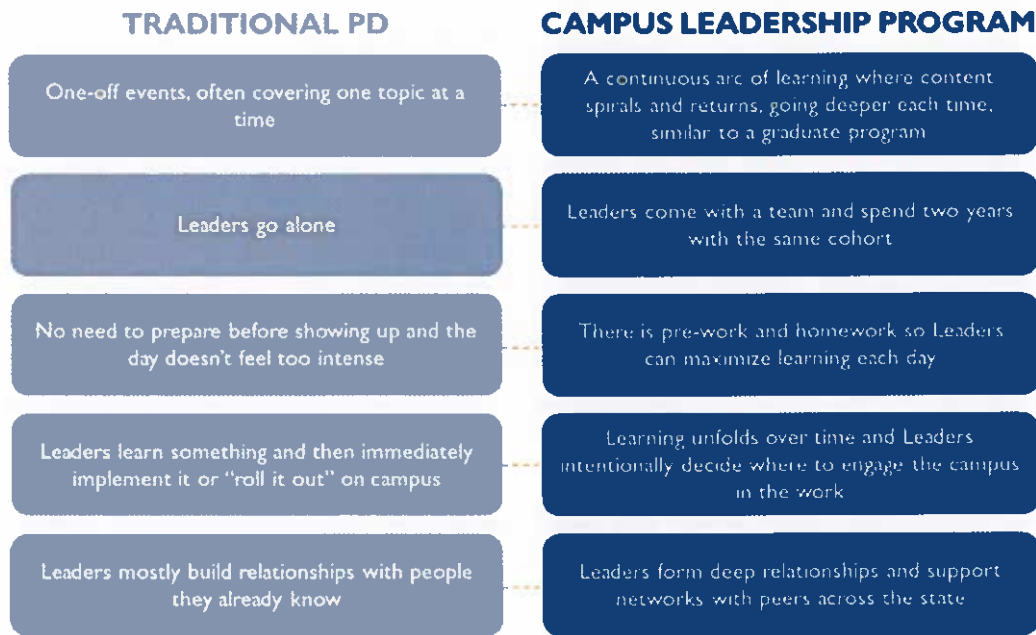 TRADITIONAL PD
CAMPUS LEADERSHIP PROGRAM
One-off events, often covering one topic at a
time
A continuous arc of learning where content
spirals and returns, going deeper each time,
similar to a graduate program
Leaders go alone
Leaders come with a team and spend two years
with the same cohort
No need to prepare before showing up and the
day doesn't feel too intense
There is pre-work and homework so Leaders
can maximize learning each day
Leaders learn something and then immediately
implement it or "roll it out" on campus
Learning unfolds over time and Leaders
intentionally decide where to engage the campus
in the work
Leaders mostly build relationships with people
they already know
Leaders form deep relationships and support
networks with peers across the state